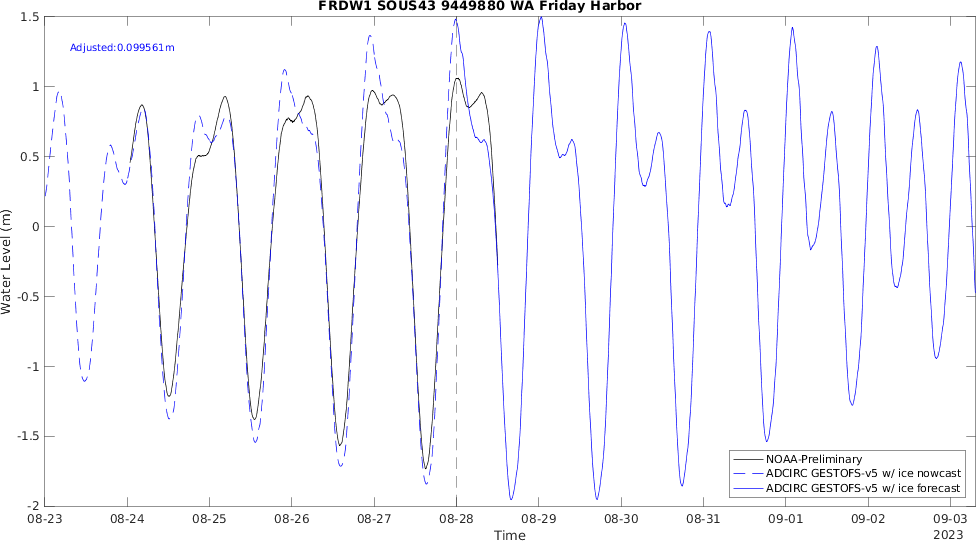 FRDW1 SOUS43 9449880 WA Friday Harbor
Adjusted:0.099561m
1.5
1
0.5
0
-0.5
-1
-1.5
-2
Water Level (m)
NOAA-Preliminary
ADCIRC GESTOFS-v5 w/ ice nowcast
ADCIRC GESTOFS-v5 w/ ice forecast
08-23 08-24 08-25 08-26 08-27 08-28 08-29 08-30 08-31 09-01 09-02 09-03
2023
Time